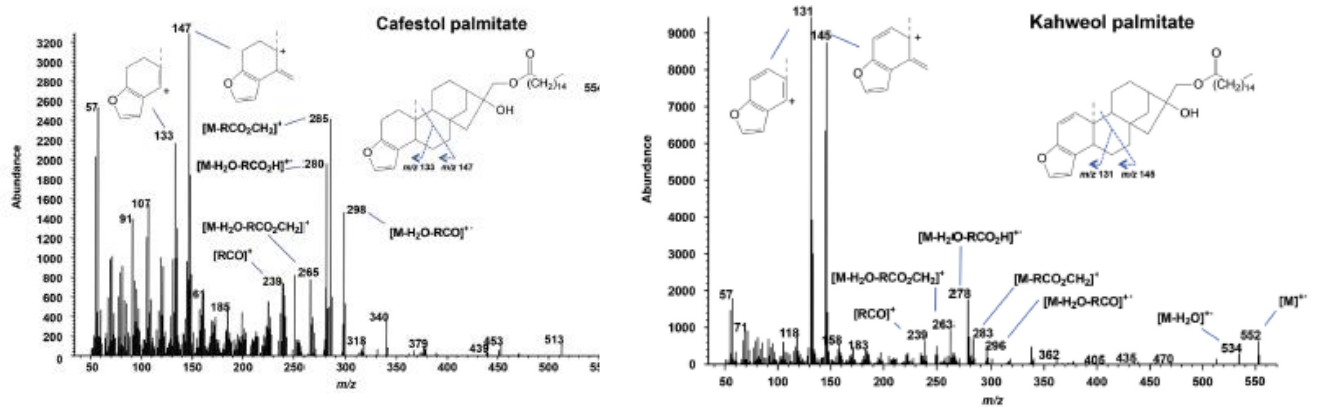 Cafestol palmitate
147
+
O
+
133
57
[M-RCO₂CH₂]⁺
285
[M-H₂O-RCO₂H]⁺·
280
O
O
(CH₂)₁₄
OH
O
m/z 133
m/z 147
554
91
107
298
[M-H₂O-RCO]⁺·
[M-H₂O-RCO₂CH₂]⁺
[RCO]⁺
239
265
185
340
318
379
439
453
513
Abundance
3200
3000
2800
2600
2400
2200
2000
1800
1600
1400
1200
1000
800
600
400
200
0
50
100
150
200
250
300
350
400
450
500
m/z
Kahweol palmitate
131
145
+
O
+
O
O
O
(CH₂)₁₄
OH
O
m/z 131
m/z 145
[M-H₂O-RCO₂H]⁺·
[M-H₂O-RCO₂CH₂]⁺
278
[M-RCO₂CH₂]⁺
[M-H₂O-RCO]⁺·
[RCO]⁺
239
263
283
296
57
71
118
158
183
362
405
435
470
[M-H₂O]⁺·
534
552
[M]⁺·
Abundance
9000
8000
7000
6000
5000
4000
3000
2000
1000
0
50
100
150
200
250
300
350
400
450
500
550
m/z